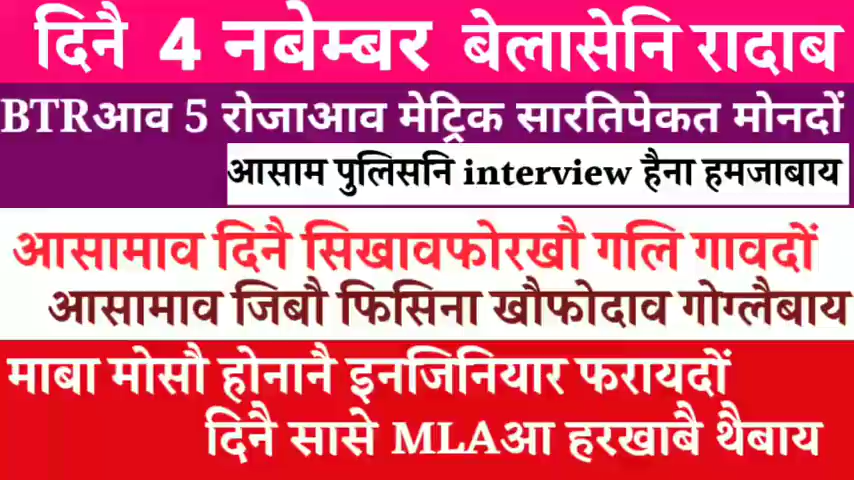 दिनै 4 नबेम्बर बेलासेनि रादाब
BTRआव 5 रोजाआव मेट्रिक सारतिपेकत मोनदों
आसाम पुलिसनि interview हैना हमजाबाय
आसामाव दिनै सिखावफोरखौ गलि गावदों
आसामाव जिबौ फिसिना खौफोदाव गोग्लैबाय
माबा मोसौ होनानै इनजिनियार फरायदों
दिनै सासे MLAआ हरखाबै थैबाय